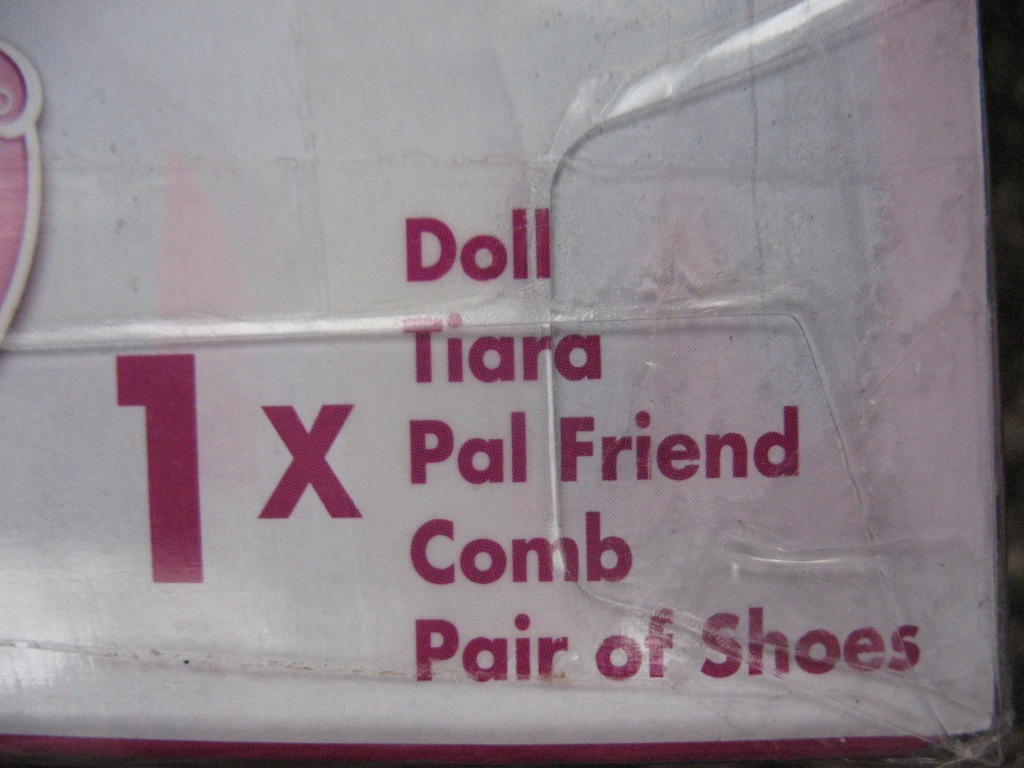 1 x
Doll
Tiara
Pal Friend
Comb
Pair of Shoes